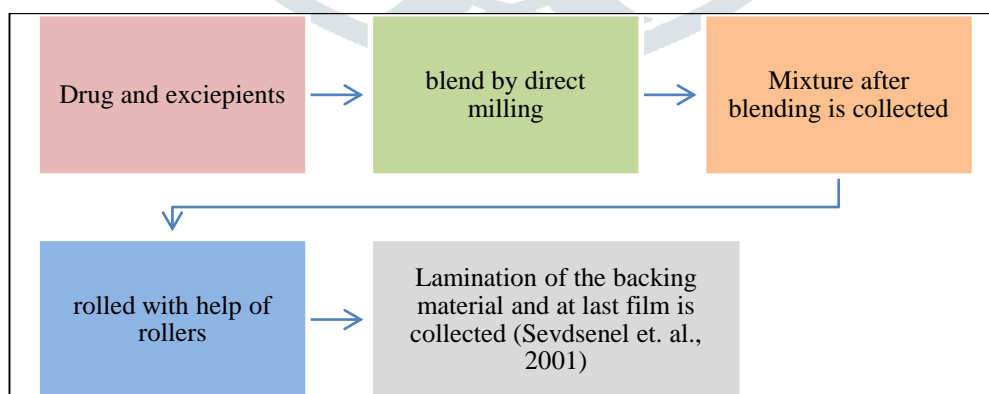 Drug and exciepients
blend by direct
milling
Mixture after
blending is collected
rolled with help of
rollers
Lamination of the backing
material and at last film is
collected (Sevdsenel et. al.,
2001)